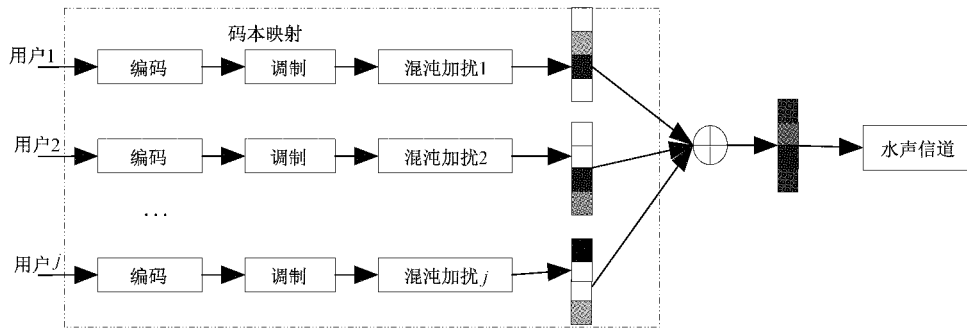 码本映射
用户1
编码
调制
混沌加扰1
用户2
编码
调制
混沌加扰2
水声信道
...
用户j
编码
调制
混沌加扰j